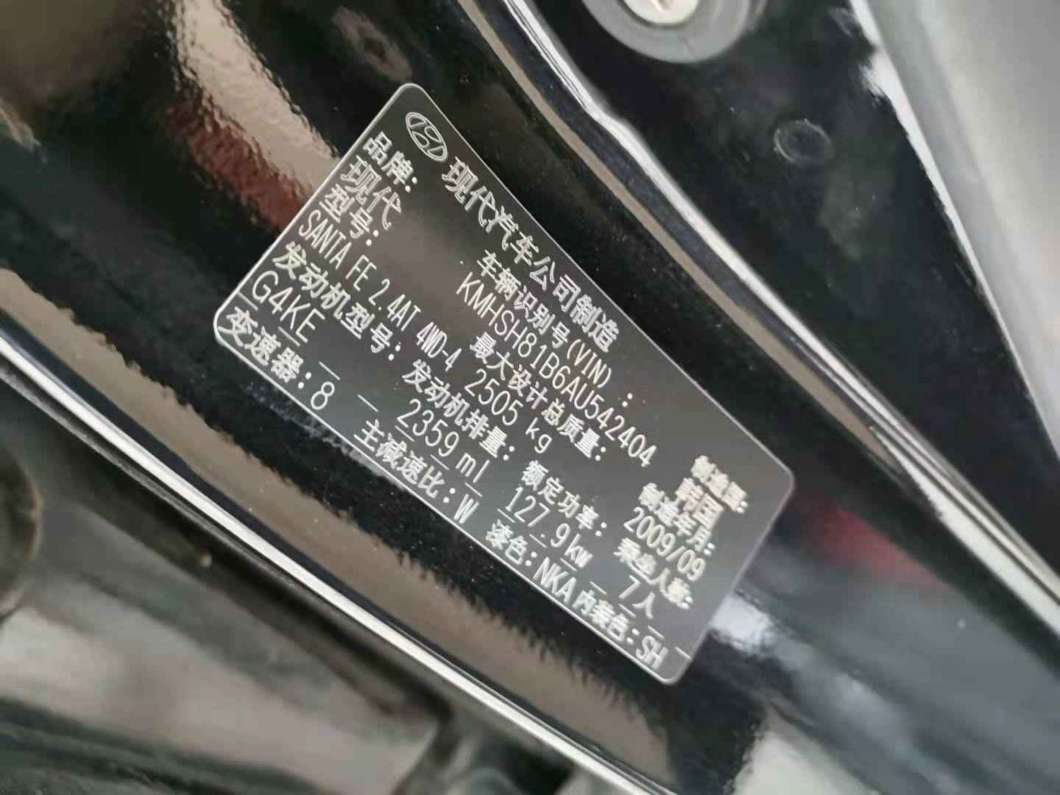 现代汽车公司制造
品牌: 车辆识别号(VIN): 制造国:
现代 KMHSH81B6AU542404 韩国
型号: 最大设计总质量: 制造年月:
SANTA FE 2.4AT 4WD-4 2505 kg 2009/09
发动机型号: 发动机排量: 额定功率: 乘坐人数:
G4KE 2359 ml 127.9kw 7人
变速器: 8 主减速比: W 漆色: NKA 内装色: SH